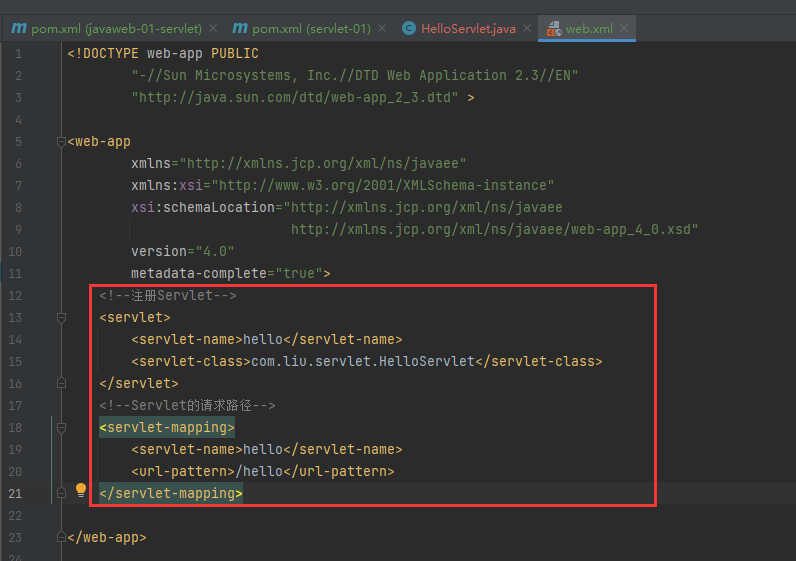 pom.xml (javaweb-01-servlet) × pom.xml (servlet-01) × HelloServlet.java × web.xml ×
1 <!DOCTYPE web-app PUBLIC
2 "-//Sun Microsystems, Inc.//DTD Web Application 2.3//EN"
3 "http://java.sun.com/dtd/web-app_2_3.dtd" >
4
5 <web-app
6 xmlns="http://xmlns.jcp.org/xml/ns/javaee"
7 xmlns:xsi="http://www.w3.org/2001/XMLSchema-instance"
8 xsi:schemaLocation="http://xmlns.jcp.org/xml/ns/javaee
9 http://xmlns.jcp.org/xml/ns/javaee/web-app_4_0.xsd"
10 version="4.0"
11 metadata-complete="true">
12 <!--注册Servlet-->
13 <servlet>
14 <servlet-name>hello</servlet-name>
15 <servlet-class>com.liu.servlet.HelloServlet</servlet-class>
16 </servlet>
17 <!--Servlet的请求路径-->
18 <servlet-mapping>
19 <servlet-name>hello</servlet-name>
20 <url-pattern>/hello</url-pattern>
21 </servlet-mapping>
22
23 </web-app>
24